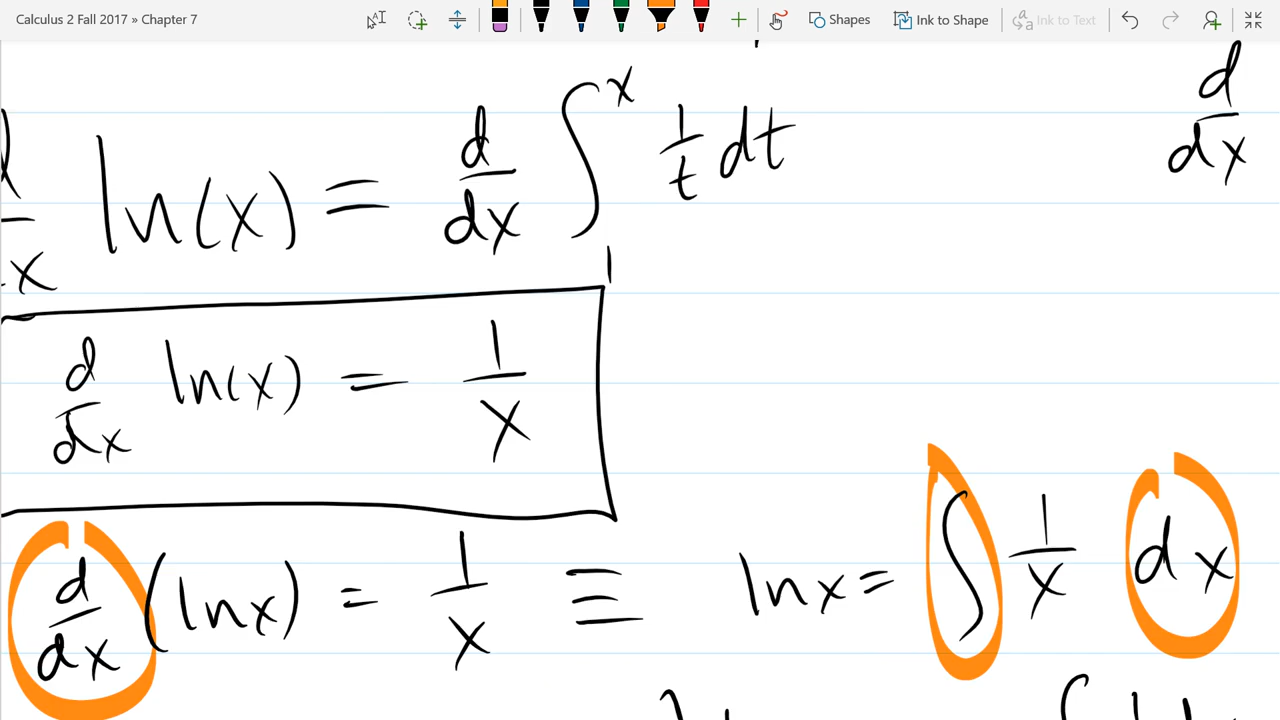 Calculus 2 Fall 2017 » Chapter 7
Shapes
Ink to Shape
Ink to Text
d/dx
ln(x) = d/dx ∫₁ˣ 1/t dt
d/dx ln(x) = 1/x
d/dx (ln x) = 1/x ≡ ln x = ∫ 1/x dx